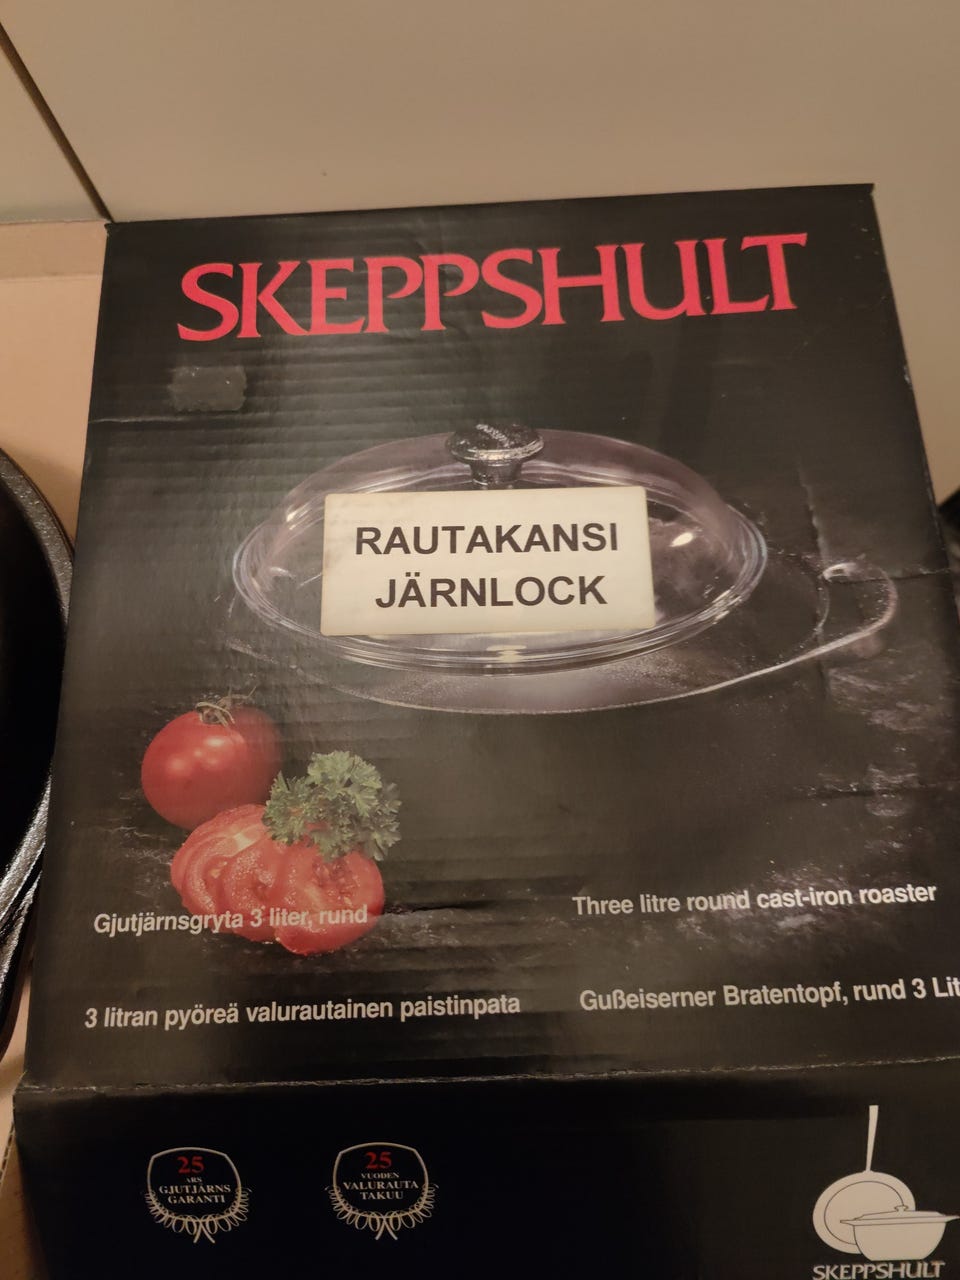 SKEPPSHULT
RAUTAKANSI
JÄRNLOCK
Gjutjärnsgryta 3 liter, rund
Three litre round cast-iron roaster
3 litran pyöreä valurautainen paistinpata
Gußeiserner Bratentopf, rund 3 Lit
25
ÅRS
GJUTJÄRNS
GARANTI
25
VUODEN
VALURAUTA
TAKUU
SKEPPSHULT